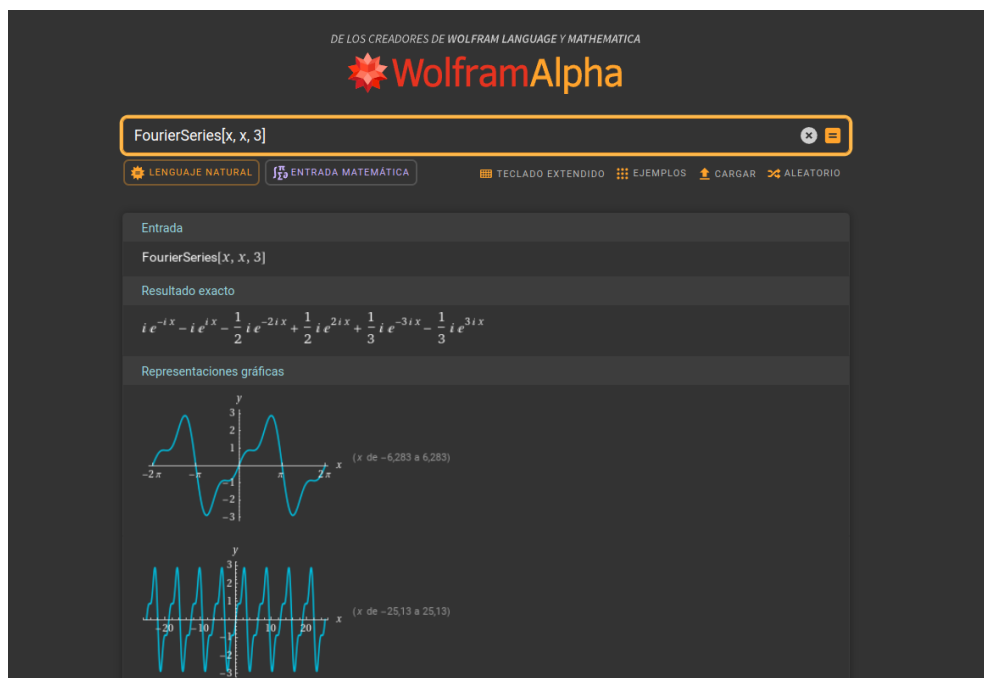 DE LOS CREADORES DE WOLFRAM LANGUAGE Y MATHEMATICA
WolframAlpha
FourierSeries[x, x, 3]
LENGUAJE NATURAL
∫Σ∂π ENTRADA MATEMÁTICA
TECLADO EXTENDIDO
EJEMPLOS
CARGAR
ALEATORIO
Entrada
FourierSeries[x, x, 3]
Resultado exacto
i e^(-i x) - i e^(i x) - 1/2 i e^(-2 i x) + 1/2 i e^(2 i x) + 1/3 i e^(-3 i x) - 1/3 i e^(3 i x)
Representaciones gráficas
y
3
2
1
-2π -π π 2π x
-1
-2
-3
(x de −6,283 a 6,283)
y
3
2
1
-20 -10 10 20 x
-1
-2
-3
(x de −25,13 a 25,13)